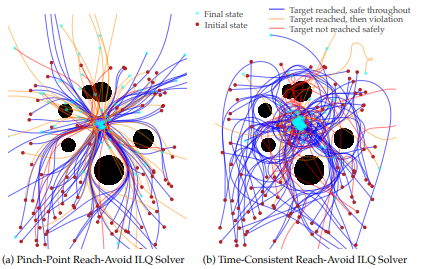 Final state
Initial state
Target reached, safe throughout
Target reached, then violation
Target not reached safely
(a) Pinch-Point Reach-Avoid ILQ Solver
(b) Time-Consistent Reach-Avoid ILQ Solver